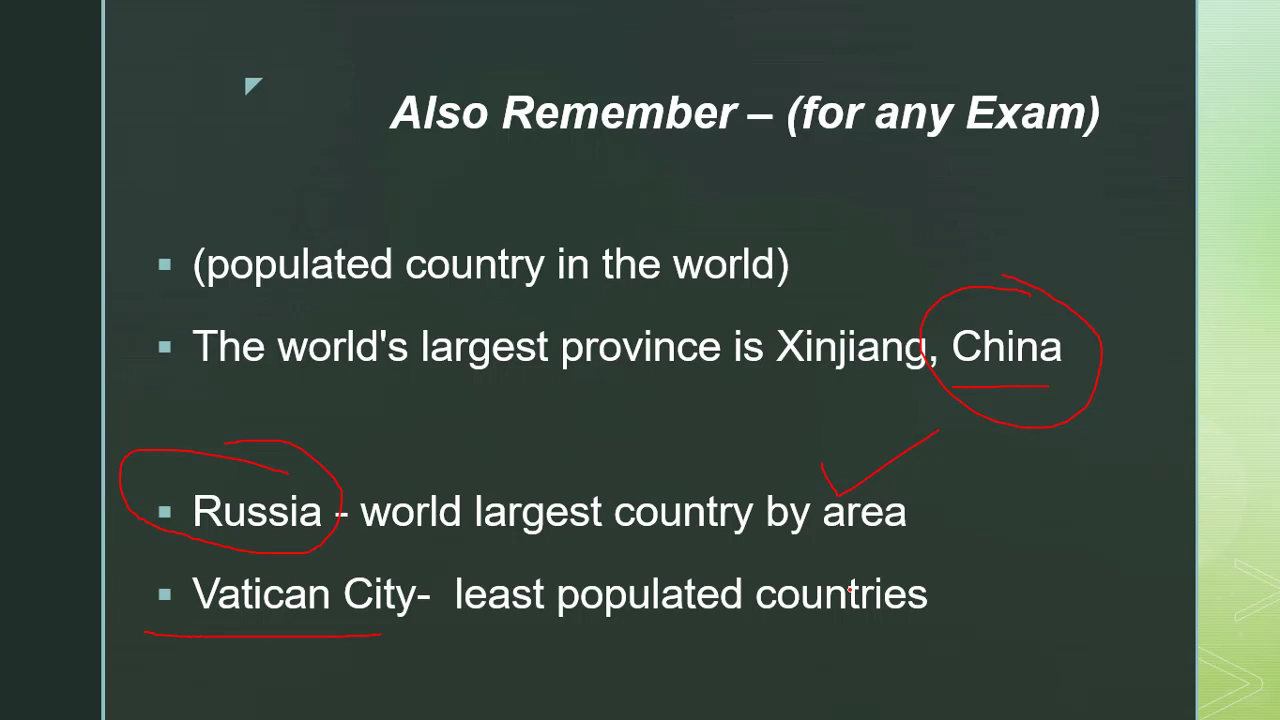 Also Remember – (for any Exam)
(populated country in the world)
The world's largest province is Xinjiang, China
Russia - world largest country by area
Vatican City- least populated countries